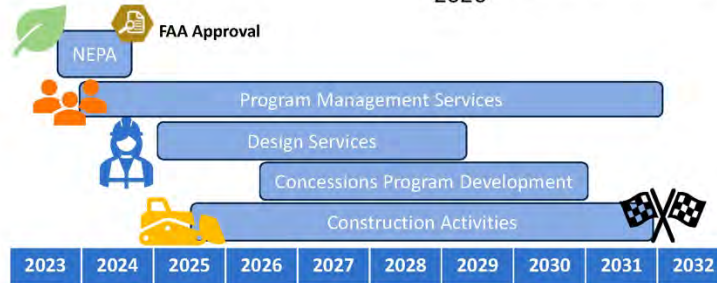 FAA Approval
NEPA
Program Management Services
Design Services
Concessions Program Development
Construction Activities
2023 2024 2025 2026 2027 2028 2029 2030 2031 2032